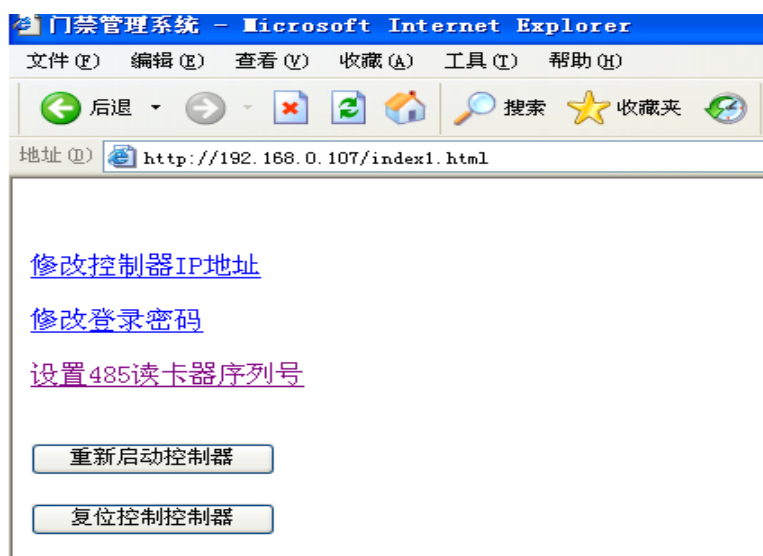 门禁管理系统 - Microsoft Internet Explorer
文件(F) 编辑(E) 查看(V) 收藏(A) 工具(T) 帮助(H)
后退 搜索 收藏夹
地址(D) http://192.168.0.107/index1.html
修改控制器IP地址
修改登录密码
设置485读卡器序列号
重新启动控制器
复位控制控制器